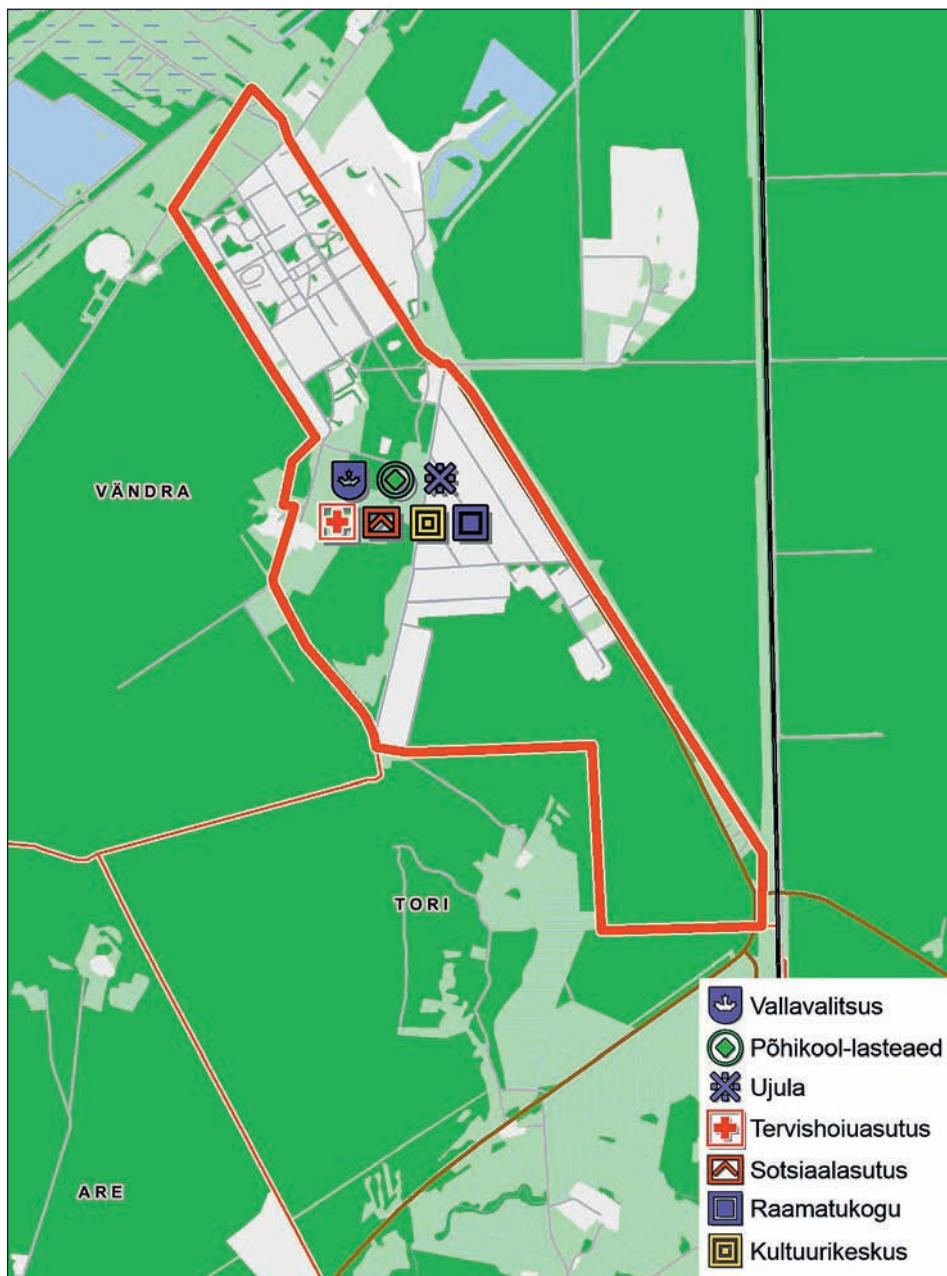 VÄNDRA
TORI
ARE
Vallavalitsus
Põhikool-lasteaed
Ujula
Tervishoiuasutus
Sotsiaalasutus
Raamatukogu
Kultuurikeskus